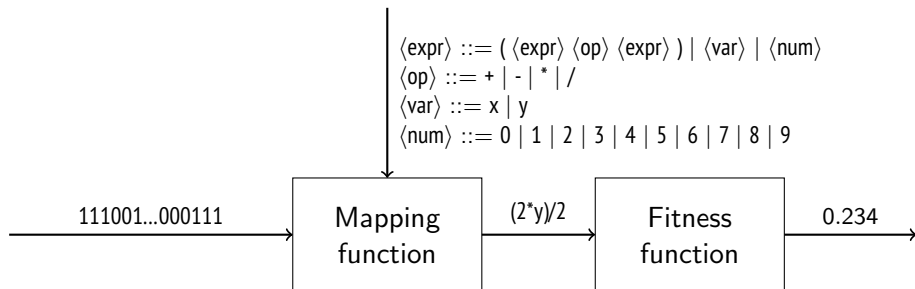 ⟨expr⟩ ::= ( ⟨expr⟩ ⟨op⟩ ⟨expr⟩ ) | ⟨var⟩ | ⟨num⟩
⟨op⟩ ::= + | - | * | /
⟨var⟩ ::= x | y
⟨num⟩ ::= 0 | 1 | 2 | 3 | 4 | 5 | 6 | 7 | 8 | 9
111001...000111
Mapping
function
(2*y)/2
Fitness
function
0.234